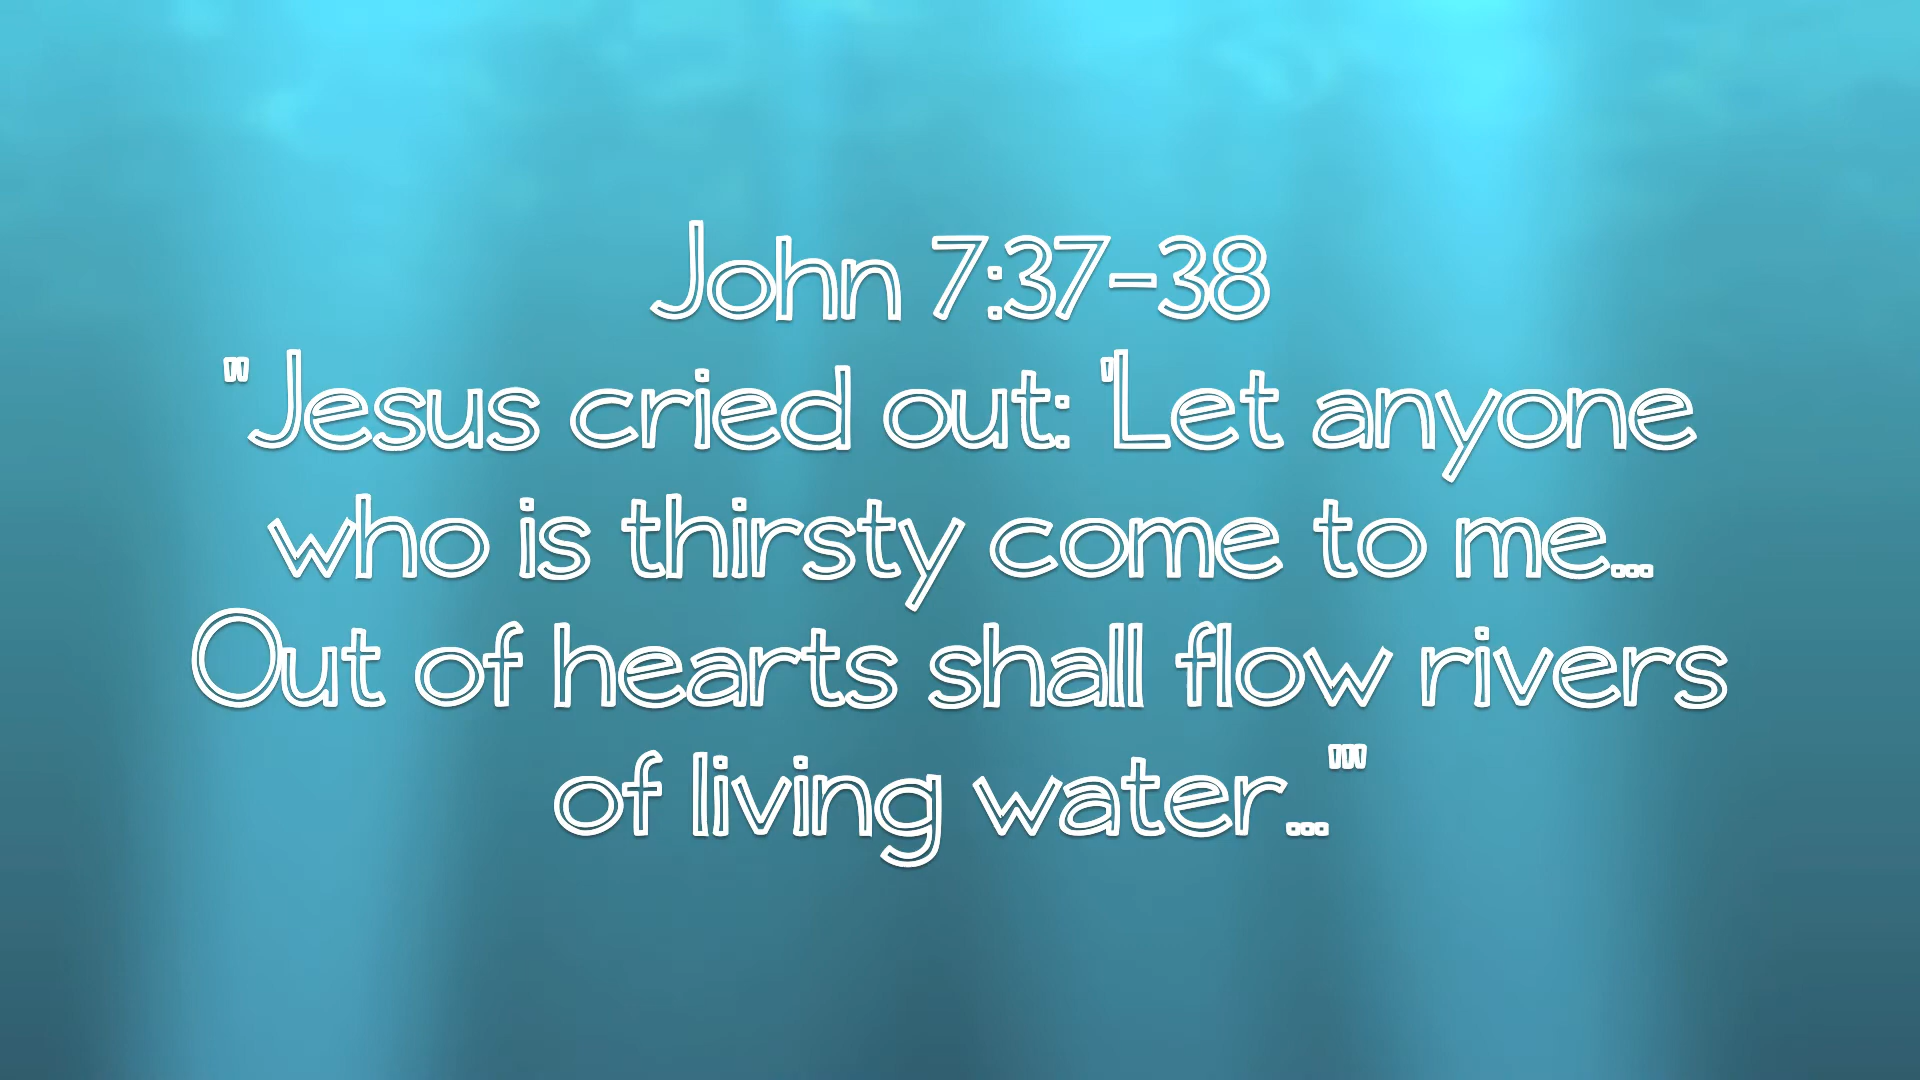 John 7:37-38
"Jesus cried out: 'Let anyone
who is thirsty come to me...
Out of hearts shall flow rivers
of living water...'"